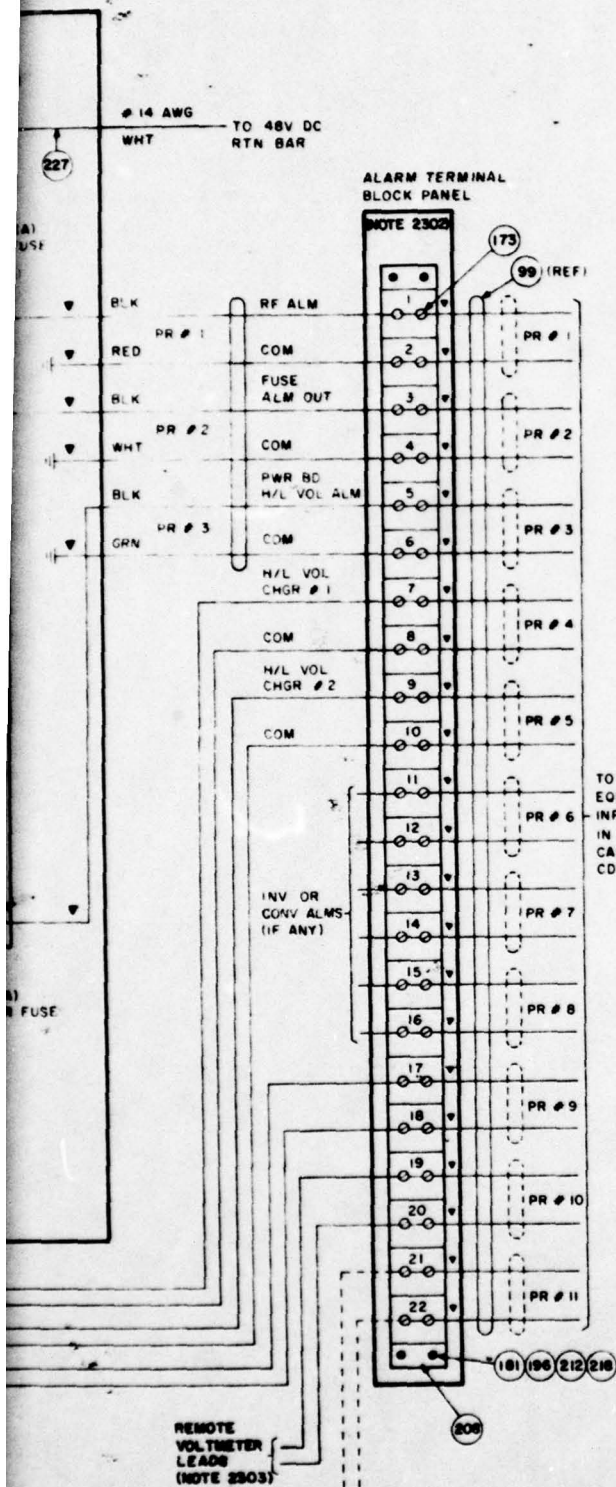 # 14 AWG
WHT
TO 48V DC
RTN BAR
227
ALARM TERMINAL
BLOCK PANEL
(NOTE 2302)
173
99 (REF)
A)
USE
BLK
PR # 1
RED
BLK
PR #2
WHT
BLK
PR # 3
GRN
RF ALM
COM
FUSE
ALM OUT
COM
PWR BD
H/L VOL ALM
COM
H/L VOL
CHGR # 1
COM
H/L VOL
CHGR # 2
COM
INV OR
CONV ALMS
(IF ANY)
1
2
3
4
5
6
7
8
9
10
11
12
13
14
15
16
17
18
19
20
21
22
PR # 1
PR # 2
PR # 3
PR # 4
PR # 5
PR # 6
PR # 7
PR # 8
PR # 9
PR # 10
PR # 11
TO
EQ
IN
CA
CD
A)
FUSE
181 196 212 218
208
REMOTE
VOLTMETER
LEADS
(NOTE 2303)